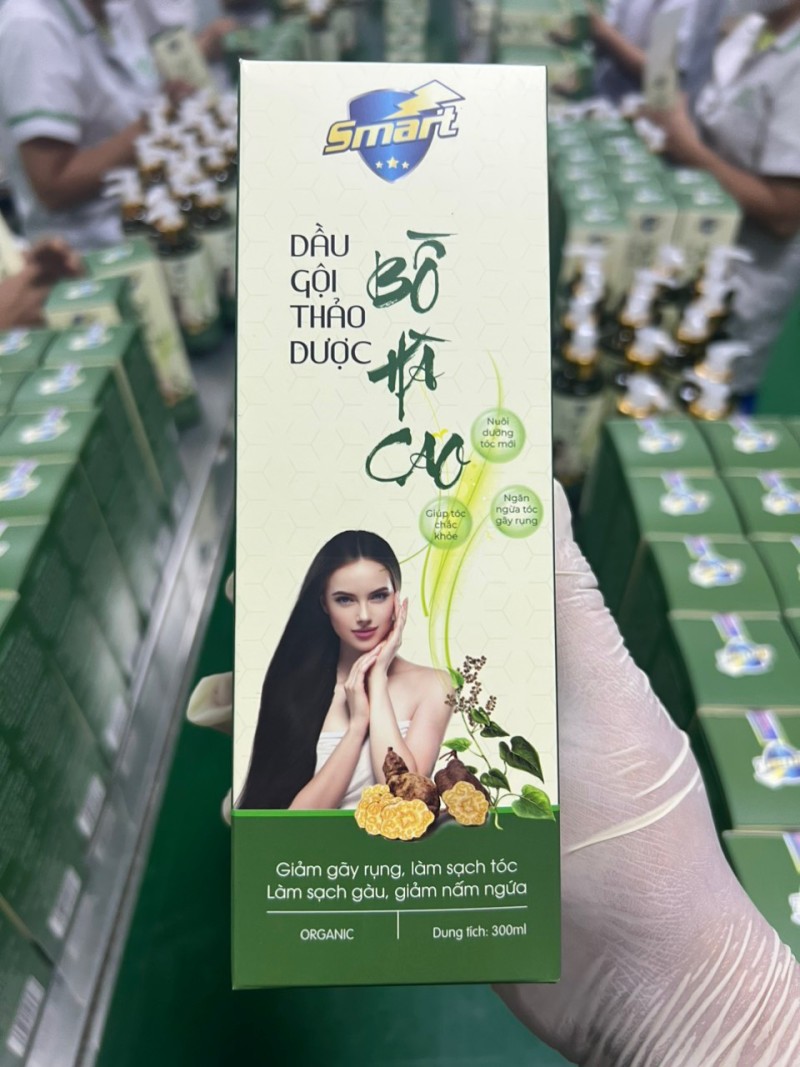 Smart
DẦU
GỘI
THẢO
DƯỢC
BỒ
HÀ
CAO
Nuôi
dưỡng
tóc mới
Ngăn
ngừa tóc
gãy rụng
Giúp tóc
chắc
khỏe
Giảm gãy rụng, làm sạch tóc
Làm sạch gàu, giảm nấm ngứa
ORGANIC
Dung tích: 300ml